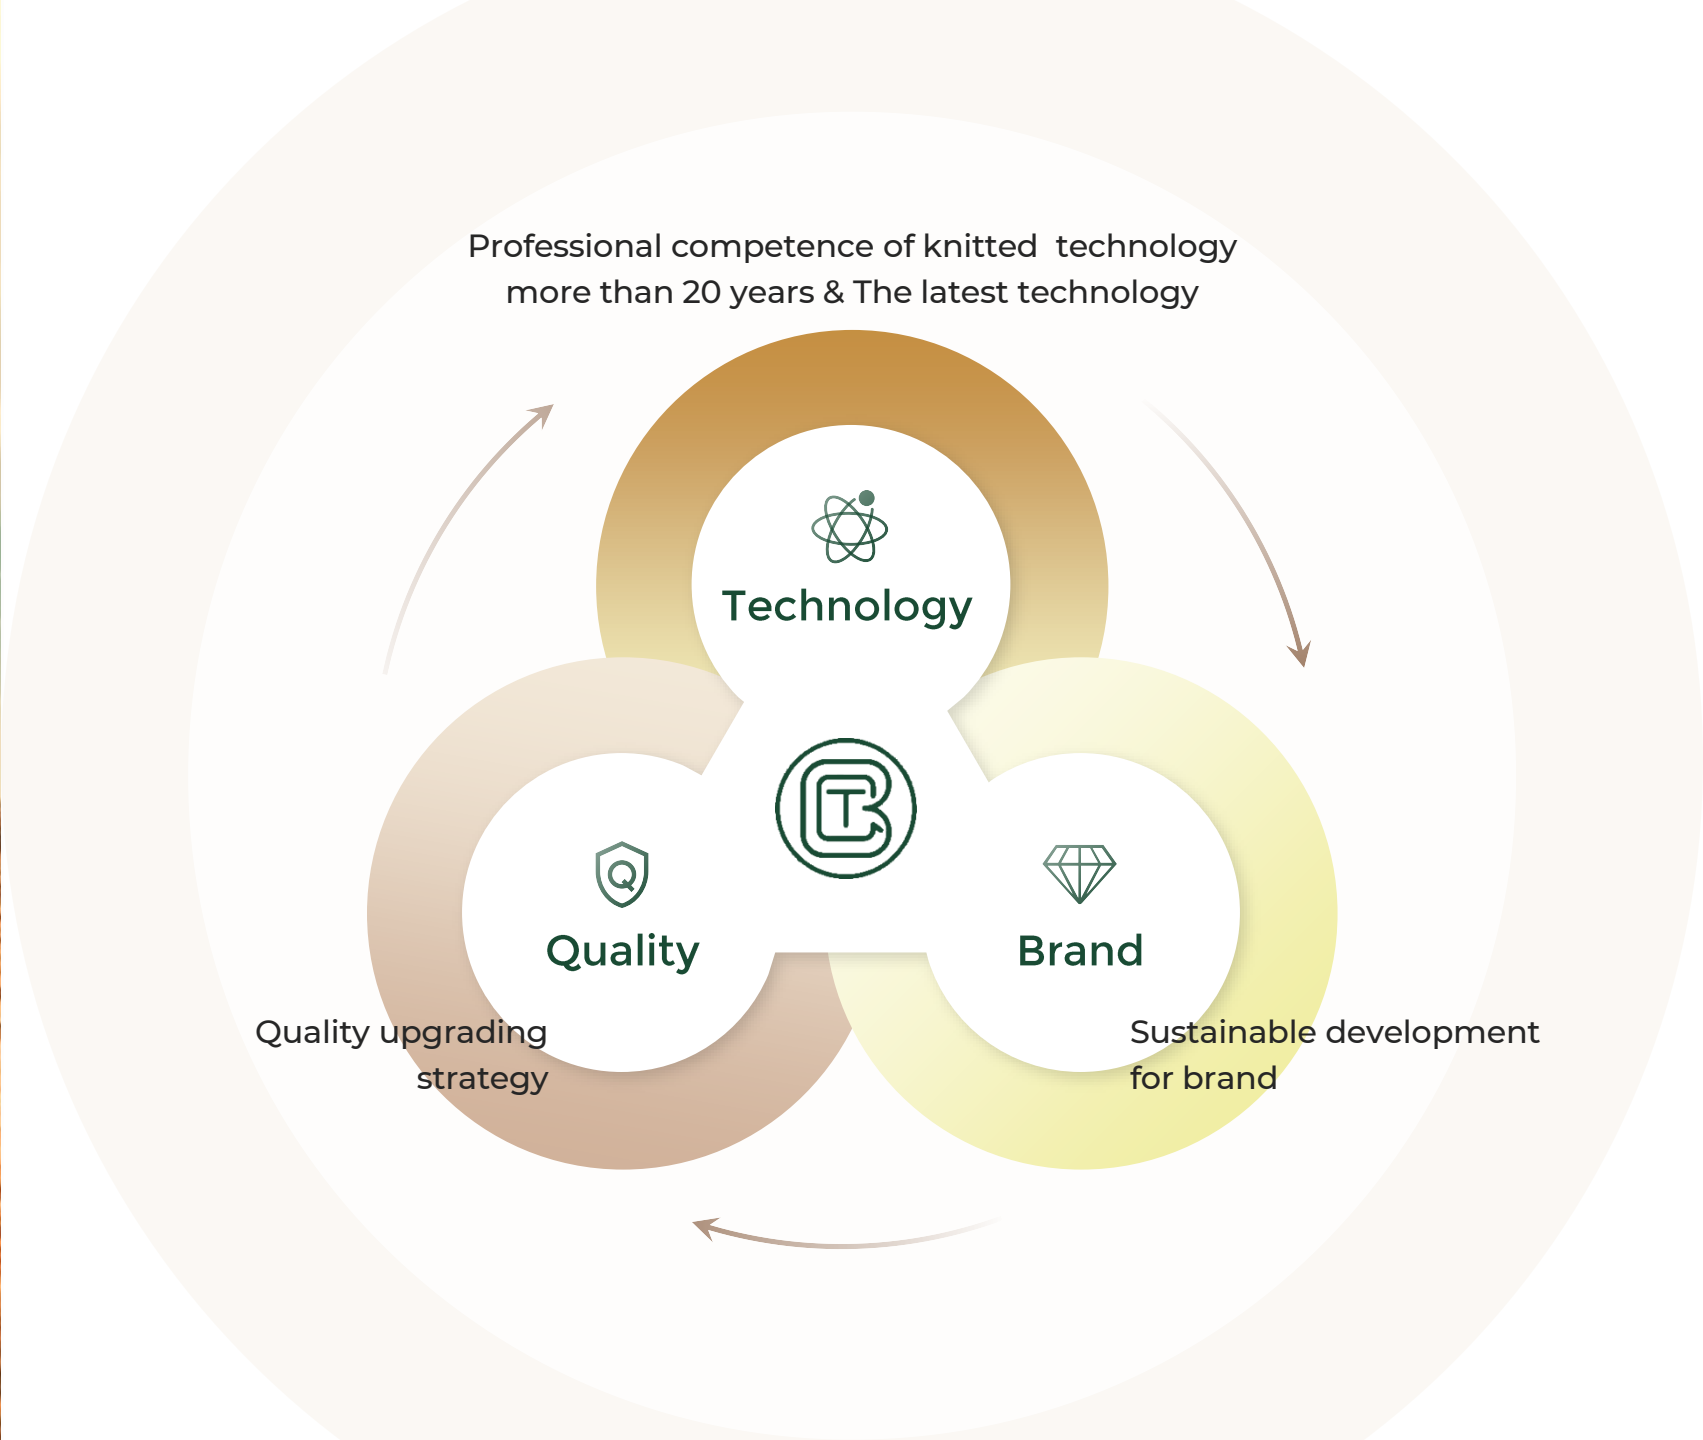 Professional competence of knitted  technology
more than 20 years & The latest technology
Technology
Quality
Brand
Quality upgrading
strategy
Sustainable development
for brand